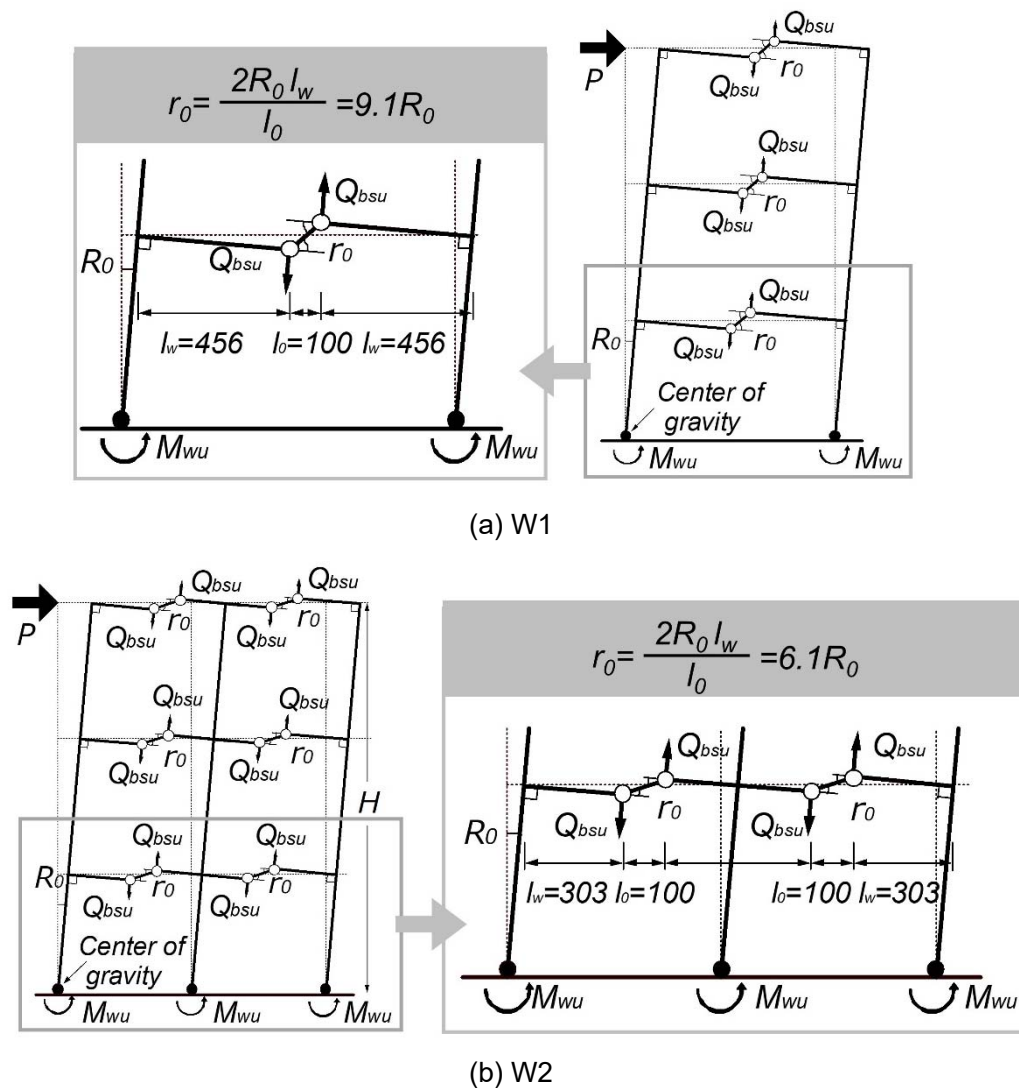 r0= 2R0 lw / l0 =9.1R0
Qbsu
R0
Qbsu
r0
lw=456 l0=100 lw=456
Mwu
Mwu
P
Qbsu
r0
Qbsu
Qbsu
r0
Qbsu
Qbsu
R0
r0
Qbsu
Center of
gravity
Mwu
Mwu
(a) W1
P
Qbsu
Qbsu
r0
r0
Qbsu
Qbsu
Qbsu
Qbsu
r0
r0
Qbsu
Qbsu
H
Qbsu
Qbsu
R0
r0
r0
Qbsu
Qbsu
Center of
gravity
Mwu
Mwu
Mwu
r0= 2R0 lw / l0 =6.1R0
Qbsu
Qbsu
R0
r0
r0
Qbsu
Qbsu
lw=303 l0=100
l0=100 lw=303
Mwu
Mwu
Mwu
(b) W2